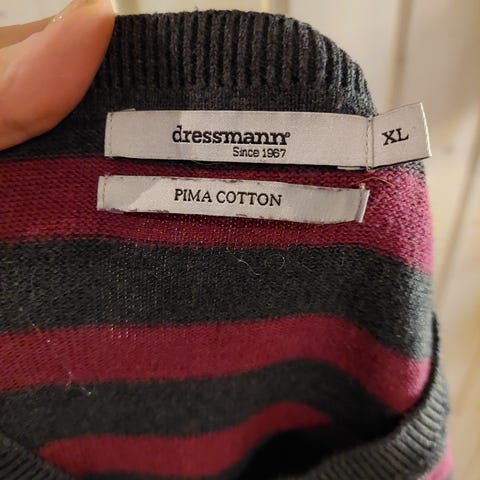 dressmann®
Since 1967
XL
PIMA COTTON